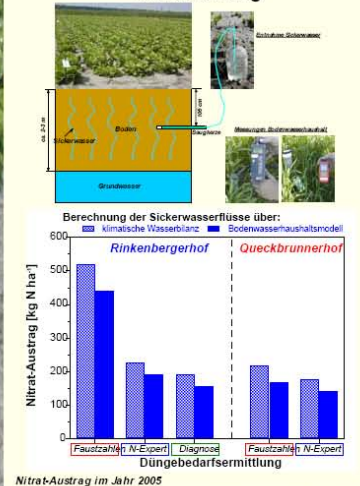 Entnahme Sickerwasser
ca. 2-3 m
Boden
Sickerwasser
Saugkerze
Messungen Bodenwasserhaushalt
Grundwasser
Berechnung der Sickerwasserflüsse über:
klimatische Wasserbilanz
Bodenwasserhaushaltsmodell
Rinkenbergerhof
Queckbrunnerhof
600
500
400
300
200
100
0
Nitrat-Austrag [kg N ha-1]
Faustzahlen
N-Expert
Diagnose
Faustzahlen
N-Expert
Düngebedarfsermittlung
Nitrat-Austrag im Jahr 2005